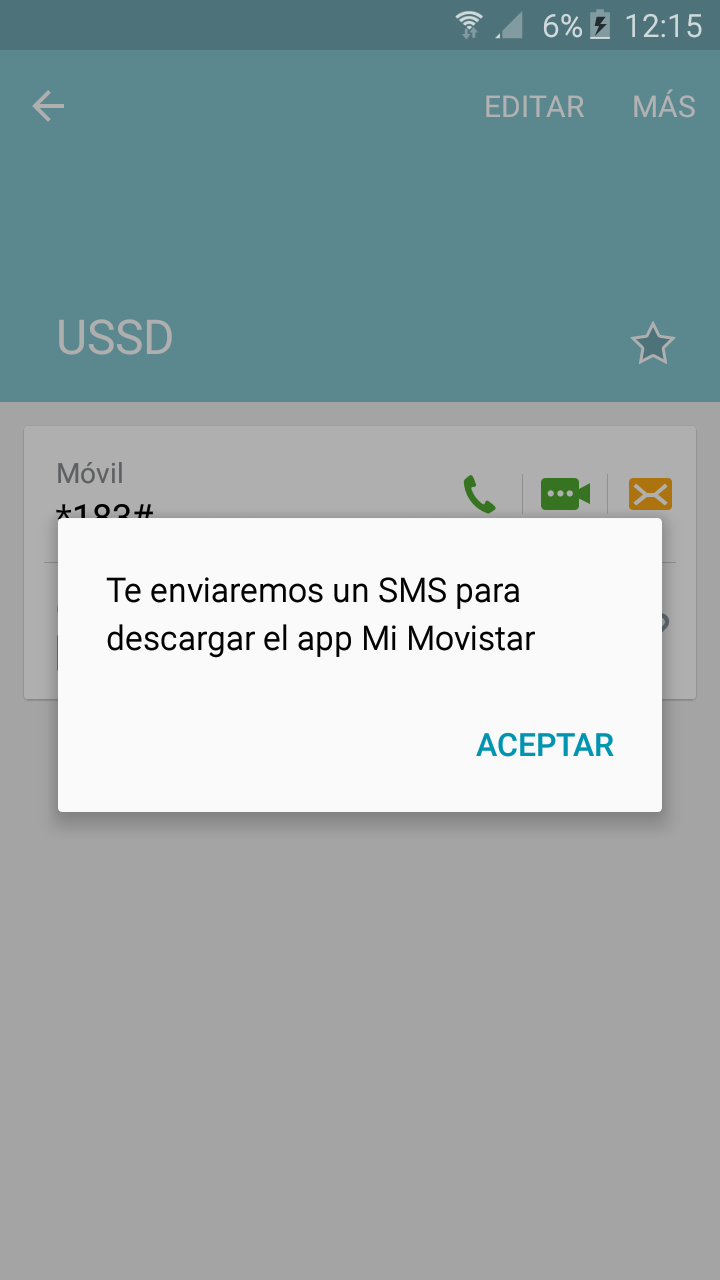 6% 12:15
EDITAR MÁS
USSD
Móvil
*183#
Te enviaremos un SMS para
descargar el app Mi Movistar
ACEPTAR